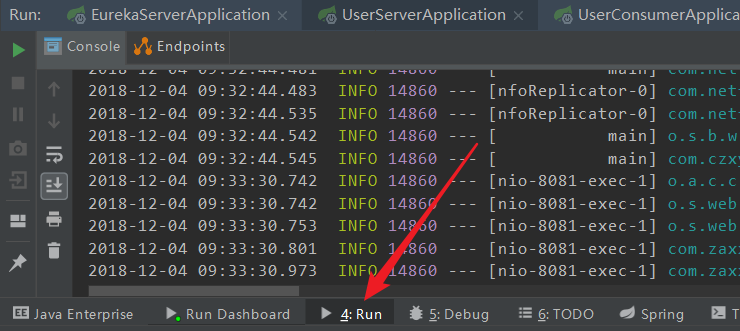 Run: EurekaServerApplication × UserServerApplication × UserConsumerApplica
Console Endpoints
2018-12-04 09:32:44.481 INFO 14860 --- [ main] com.net
2018-12-04 09:32:44.483 INFO 14860 --- [nfoReplicator-0] com.net
2018-12-04 09:32:44.535 INFO 14860 --- [nfoReplicator-0] com.net
2018-12-04 09:32:44.542 INFO 14860 --- [ main] o.s.b.w
2018-12-04 09:32:44.545 INFO 14860 --- [ main] com.czxy
2018-12-04 09:33:30.742 INFO 14860 --- [nio-8081-exec-1] o.a.c.c
2018-12-04 09:33:30.742 INFO 14860 --- [nio-8081-exec-1] o.s.web
2018-12-04 09:33:30.753 INFO 14860 --- [nio-8081-exec-1] o.s.web
2018-12-04 09:33:30.801 INFO 14860 --- [nio-8081-exec-1] com.zax
2018-12-04 09:33:30.973 INFO 14860 --- [nio-8081-exec-1] com.zax
Java Enterprise Run Dashboard 4: Run 5: Debug 6: TODO Spring T